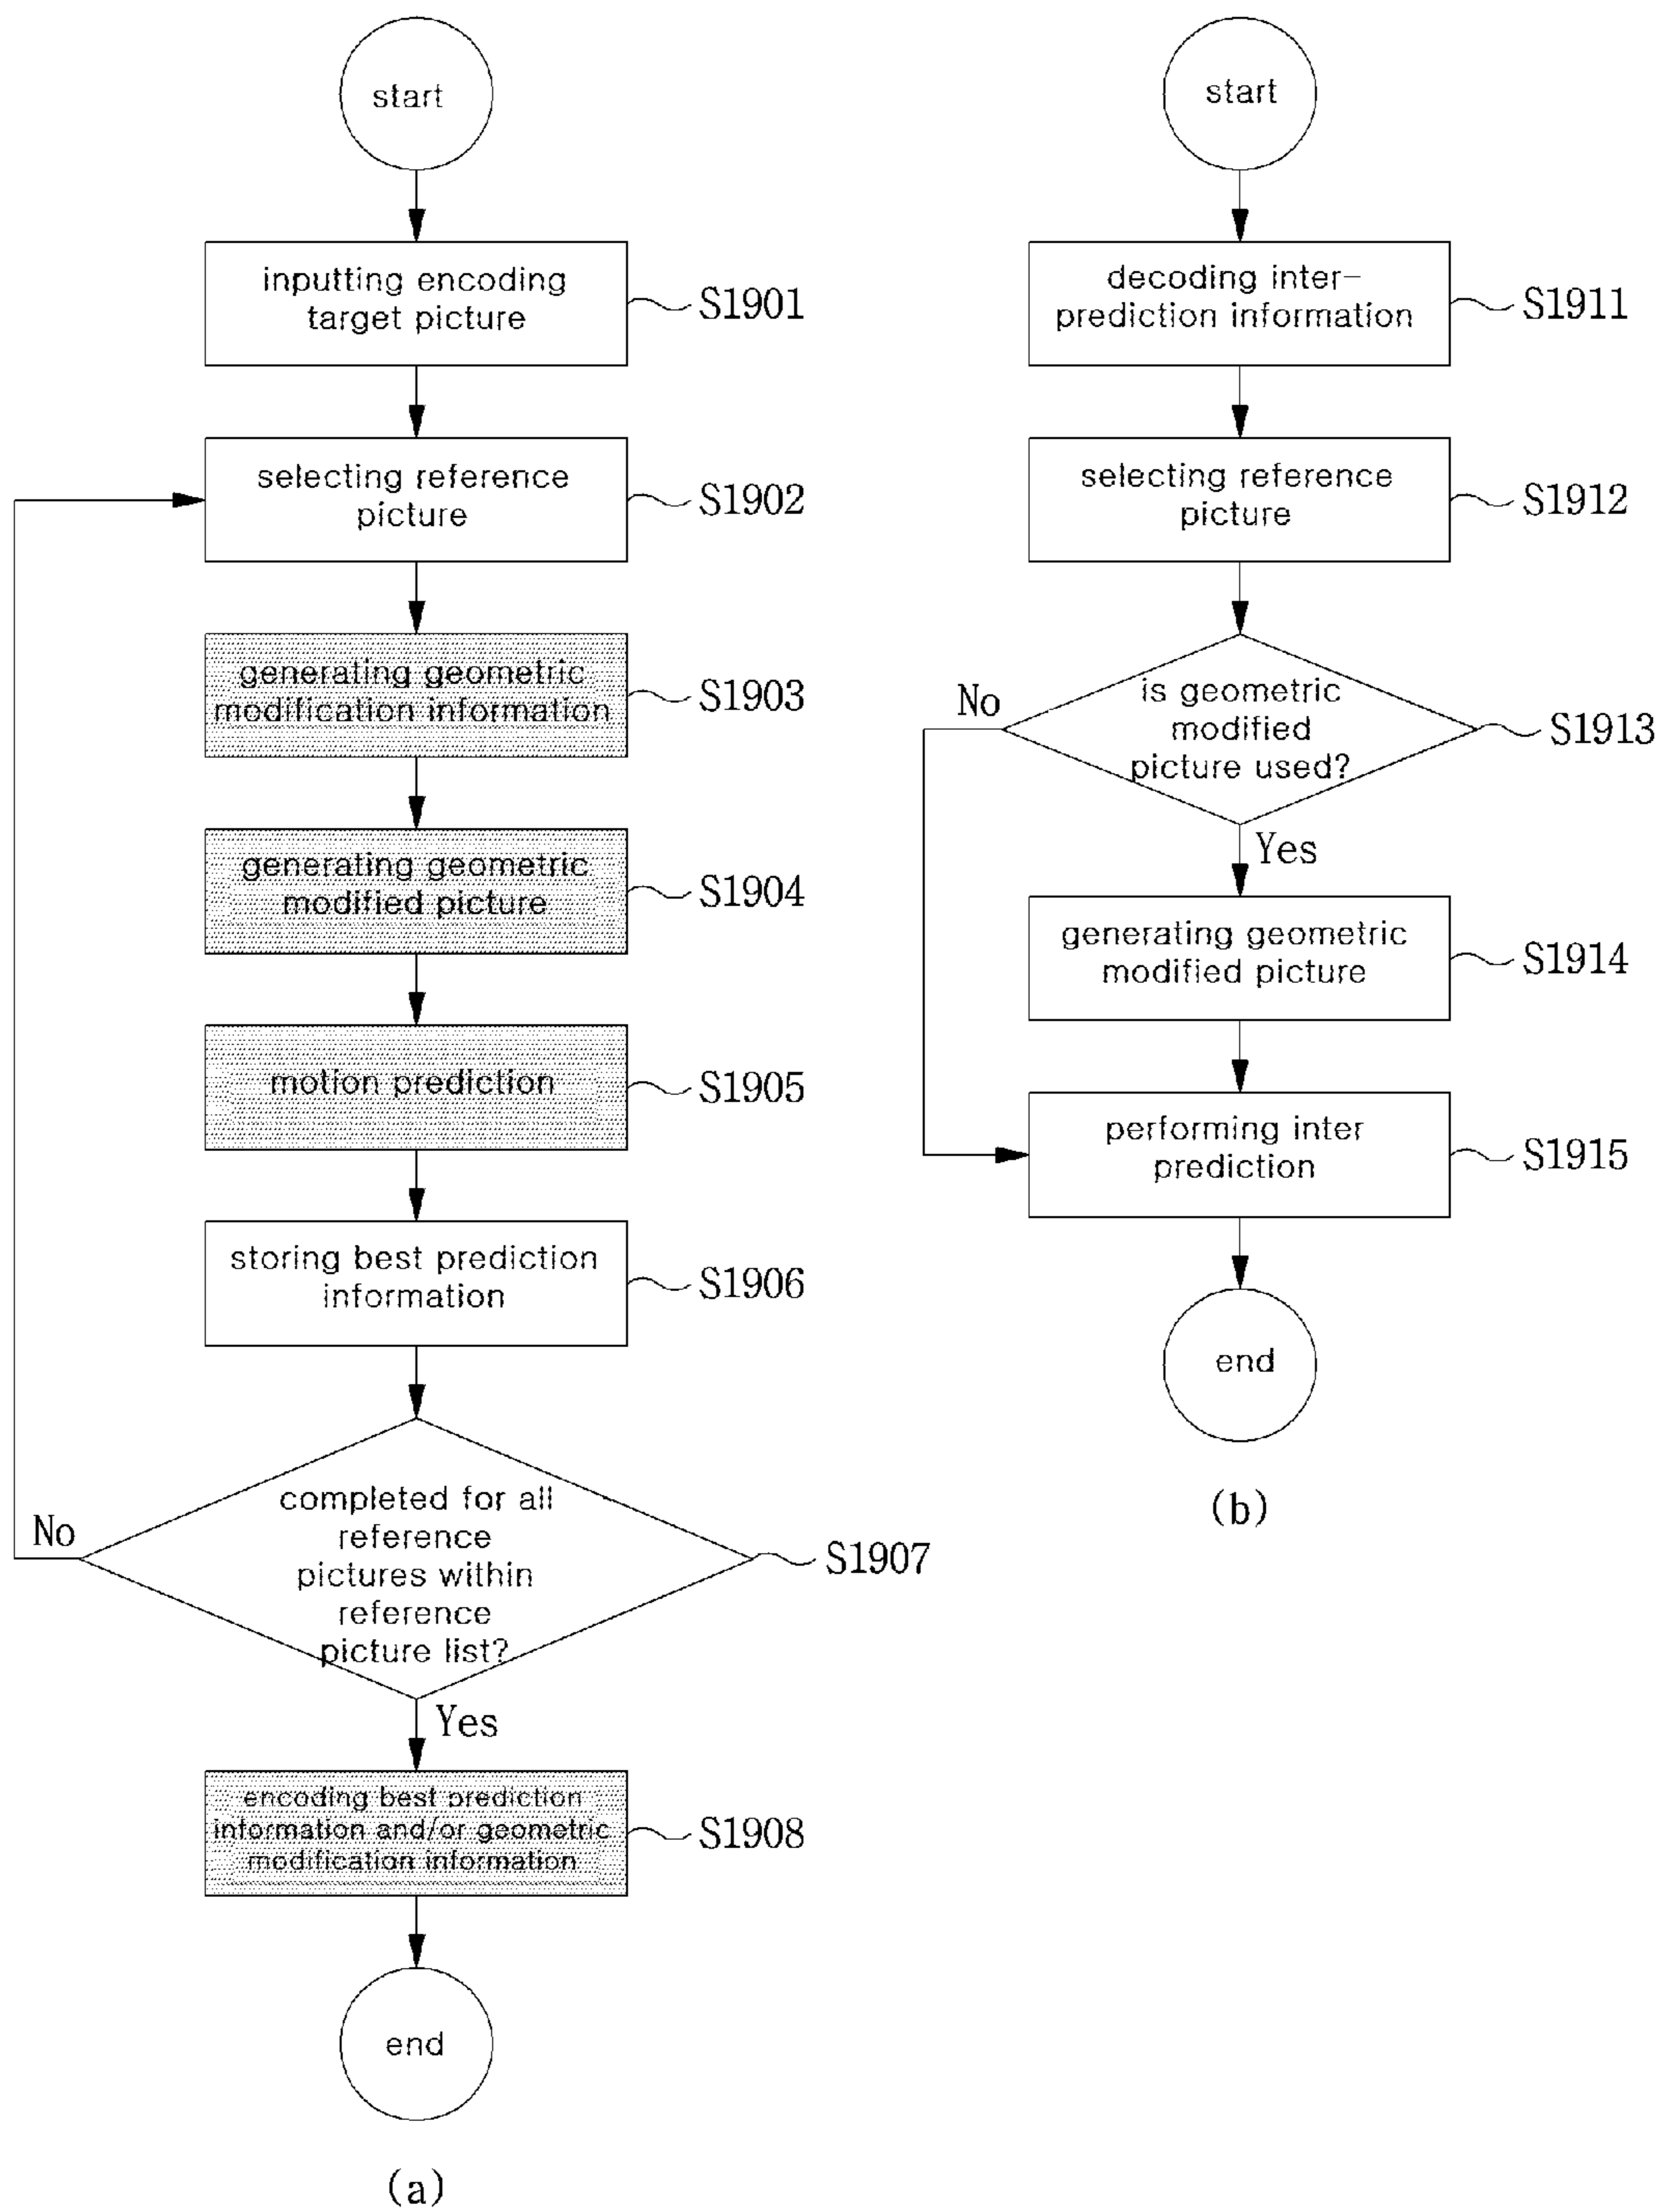 start
inputting encoding
target picture
S1901
selecting reference
picture
S1902
generating geometric
modification information
S1903
generating geometric
modified picture
S1904
motion prediction
S1905
storing best prediction
information
S1906
completed for all
reference
pictures within
reference
picture list?
S1907
No
Yes
encoding best prediction
information and/or geometric
modification information
S1908
end
(a)
start
decoding inter-
prediction information
S1911
selecting reference
picture
S1912
is geometric
modified
picture used?
S1913
No
Yes
generating geometric
modified picture
S1914
performing inter
prediction
S1915
end
(b)